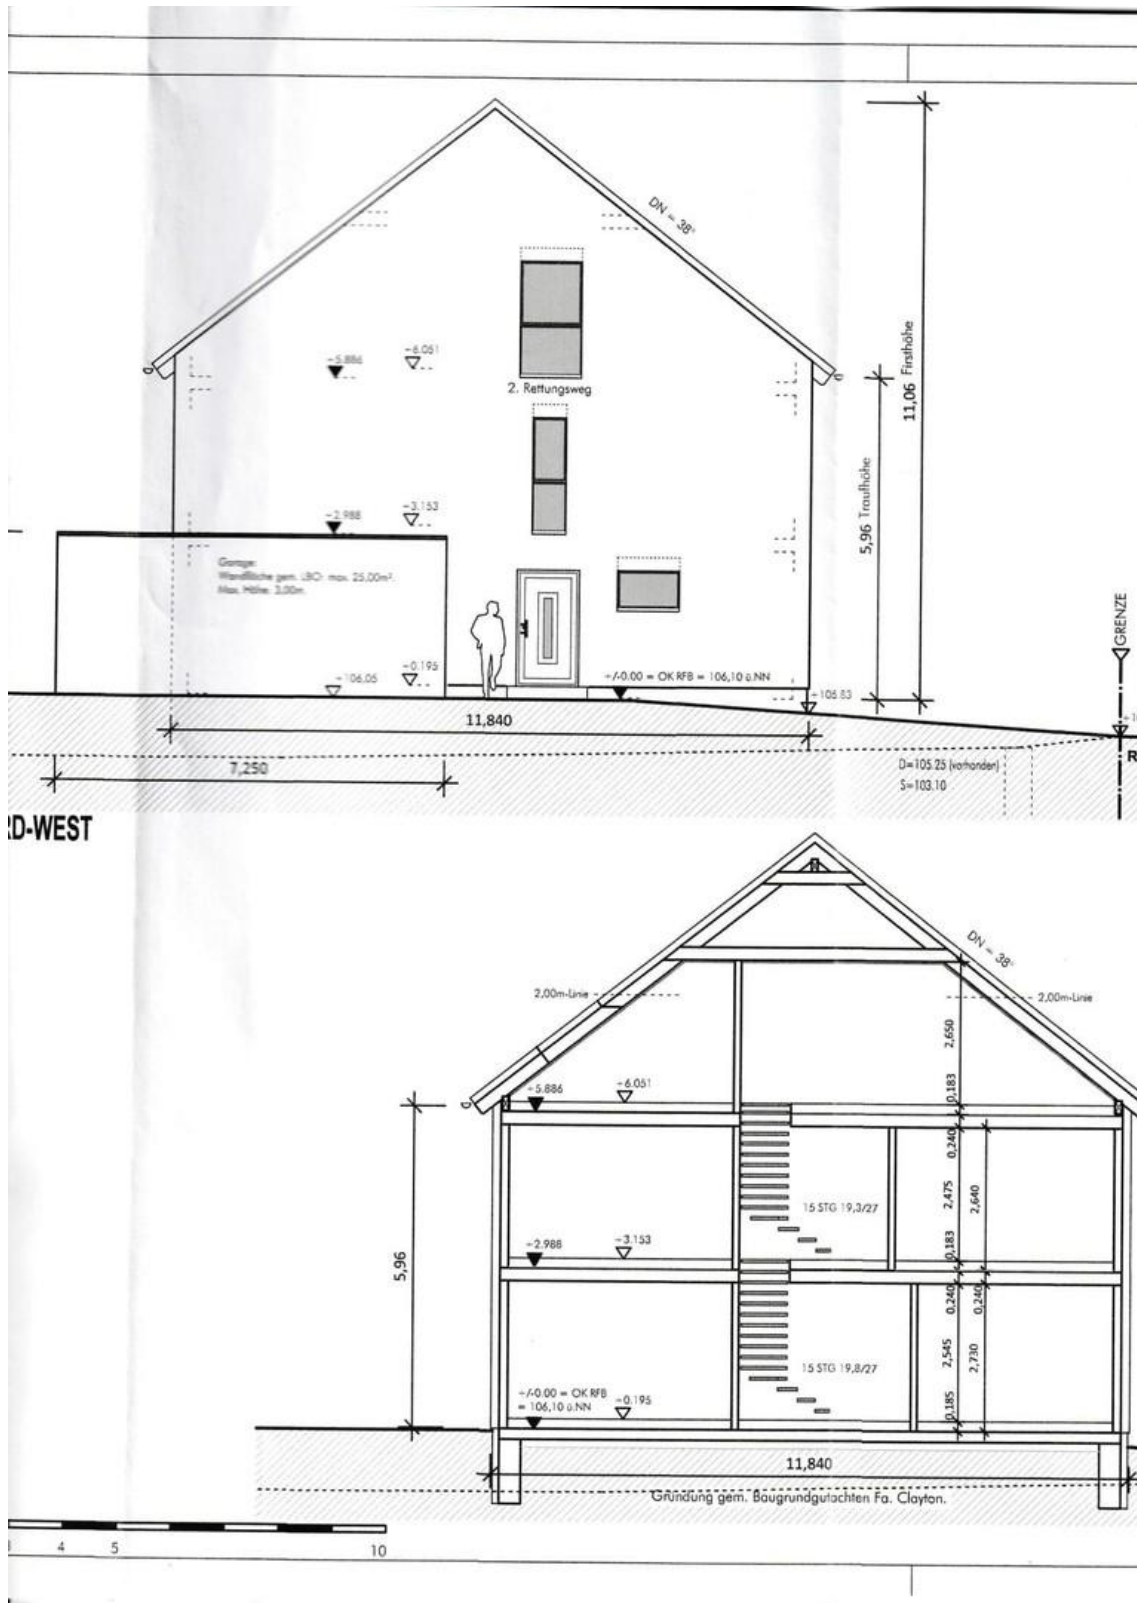 DN = 38°
+5.886
+6.051
2. Rettungsweg
11,06 Firsthöhe
5,96 Traufhöhe
+2.988
+3.153
Garage:
Wandfläche gem. LBO: max. 25,00m².
Max. Höhe: 3,00m.
GRENZE
+106.05
+0.195
+/-0.00 = OK RFB = 106,10 ü.NN
+105.83
11,840
7,250
D=105.25 (vorhanden)
S=103.10
RD-WEST
DN = 38°
2,00m-Linie
2,00m-Linie
2,650
0,183
+5.886
+6.051
0,240
2,475
2,640
15 STG 19,3/27
0,183
+2.988
+3.153
5,96
0,240
0,240
2,545
2,730
15 STG 19,8/27
0,185
+/-0.00 = OK RFB
= 106,10 ü.NN
+0.195
11,840
Gründung gem. Baugrundgutachten Fa. Clayton.
4 5 10